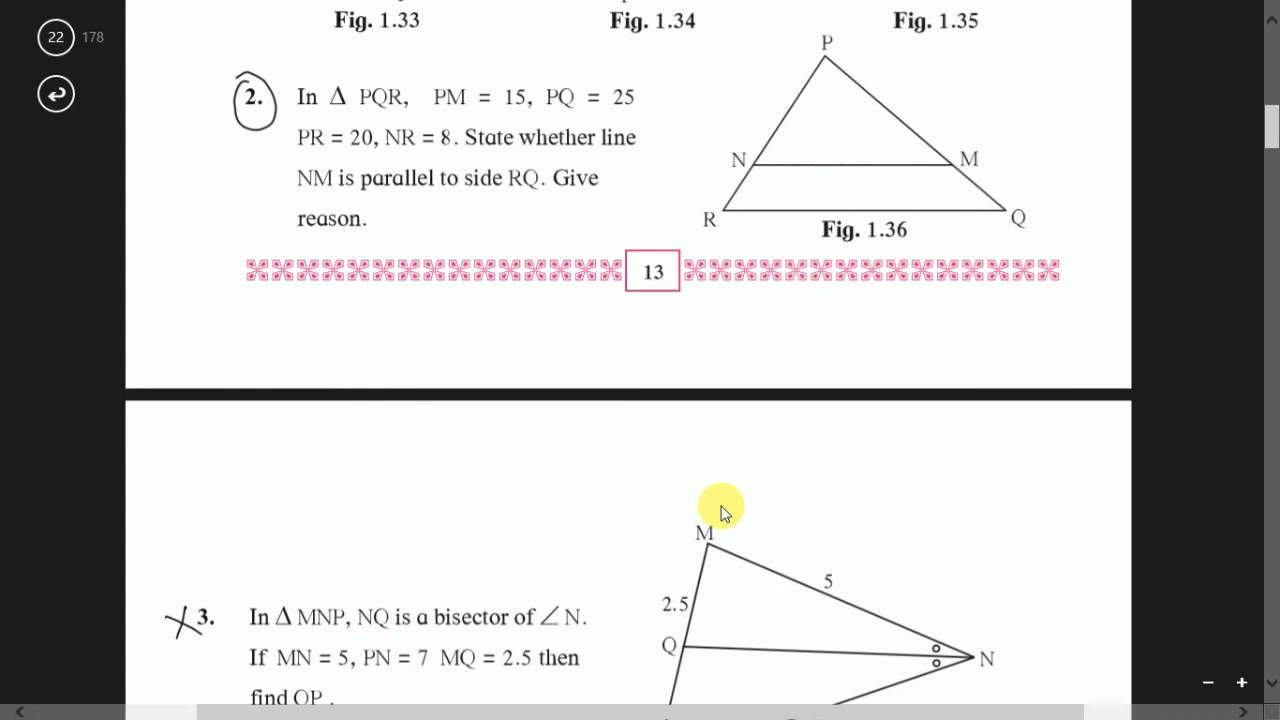 22 178
Fig. 1.33 Fig. 1.34 Fig. 1.35
2. In Δ PQR, PM = 15, PQ = 25
PR = 20, NR = 8. State whether line
NM is parallel to side RQ. Give
reason.
P
N M
R Q
Fig. 1.36
13
3. In Δ MNP, NQ is a bisector of ∠ N.
If MN = 5, PN = 7 MQ = 2.5 then
find QP .
M
5
2.5
Q
N